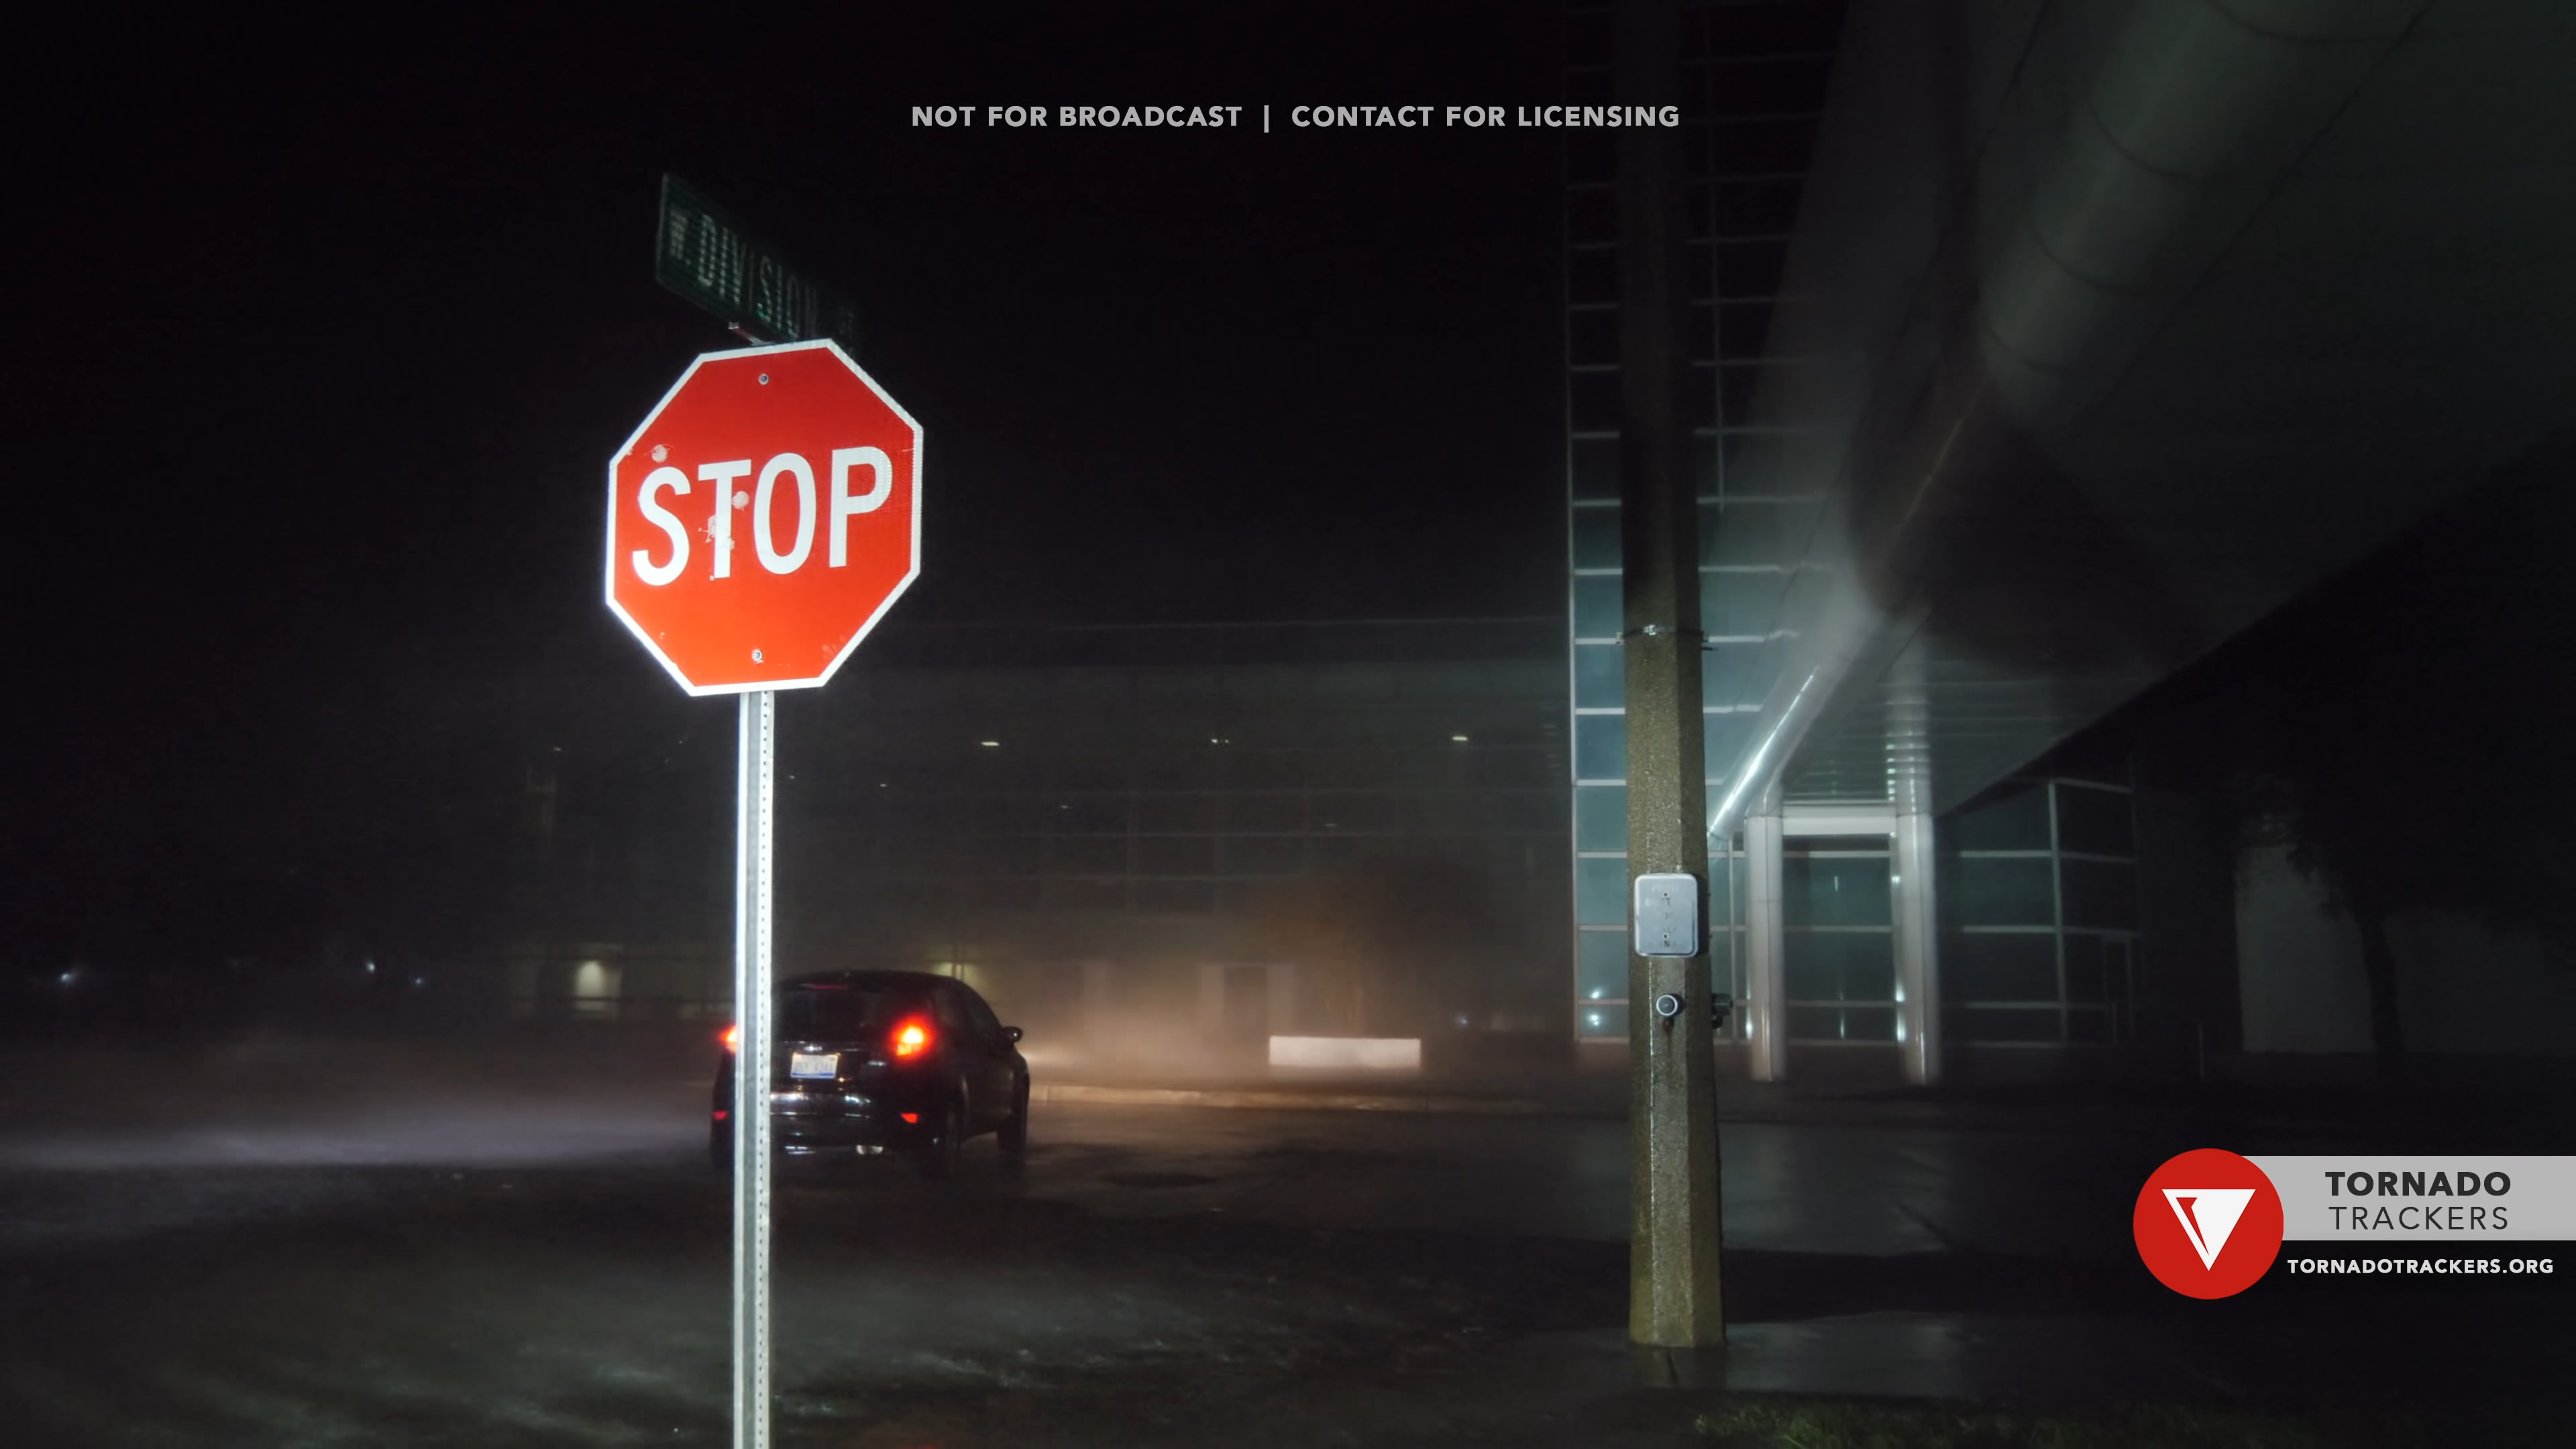 NOT FOR BROADCAST | CONTACT FOR LICENSING
W. DIVISION
STOP
TORNADO
TRACKERS
TORNADOTRACKERS.ORG